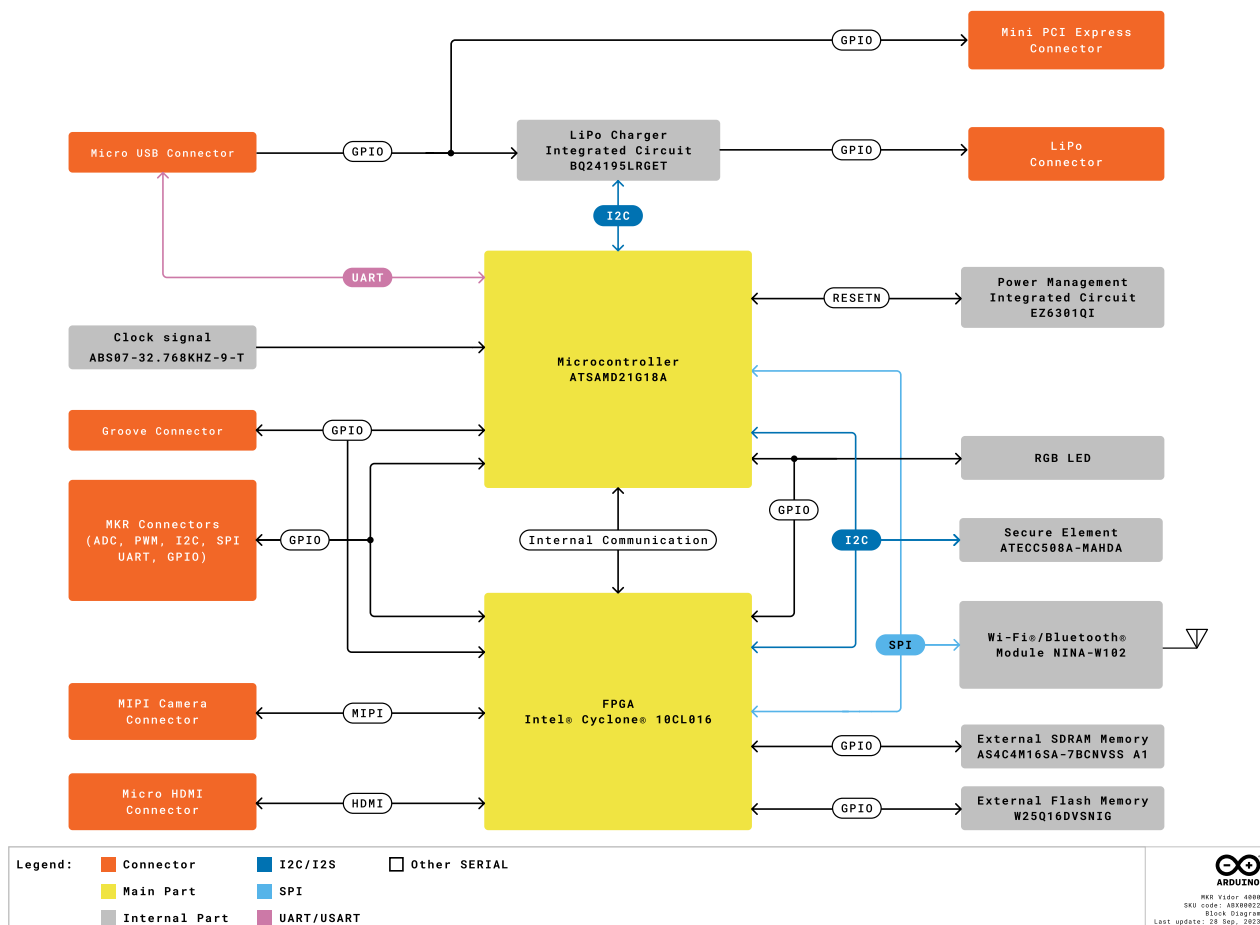 GPIO
Mini PCI Express
Connector
Micro USB Connector
GPIO
LiPo Charger
Integrated Circuit
BQ24195LRGET
GPIO
LiPo
Connector
I2C
UART
Power Management
Integrated Circuit
EZ6301QI
RESETN
Clock signal
ABS07-32.768KHZ-9-T
Microcontroller
ATSAMD21G18A
Groove Connector
GPIO
RGB LED
MKR Connectors
(ADC, PWM, I2C, SPI
UART, GPIO)
GPIO
Internal Communication
GPIO
I2C
Secure Element
ATECC508A-MAHDA
SPI
Wi-Fi®/Bluetooth®
Module NINA-W102
FPGA
Intel® Cyclone® 10CL016
MIPI Camera
Connector
MIPI
GPIO
External SDRAM Memory
AS4C4M16SA-7BCNVSS A1
Micro HDMI
Connector
HDMI
GPIO
External Flash Memory
W25Q16DVSNIG
Legend:
Connector
Main Part
Internal Part
I2C/I2S
SPI
UART/USART
Other SERIAL
ARDUINO
MKR Vidor 4000
SKU code: ABX00022
Block Diagram
Last update: 28 Sep, 2023